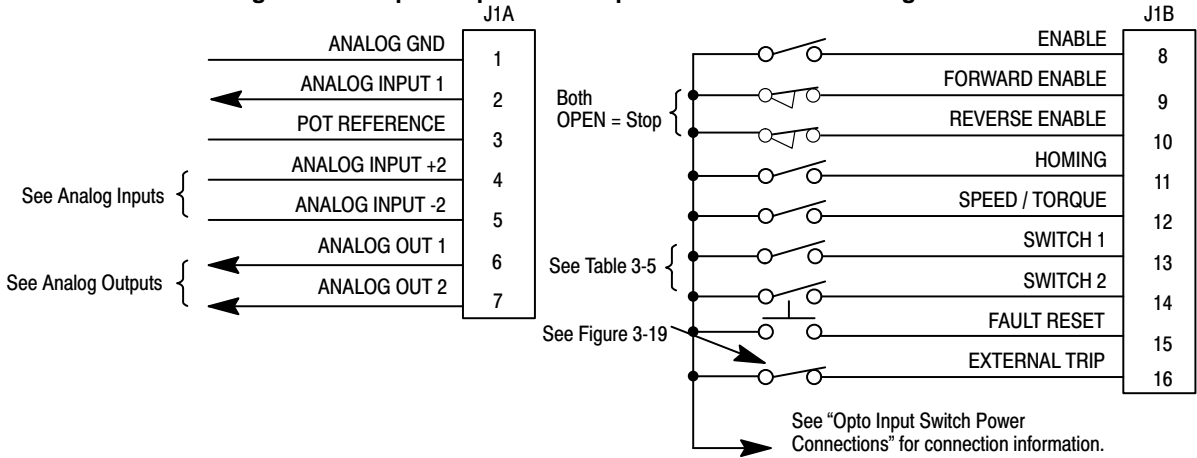 J1A
ANALOG GND
1
ANALOG INPUT 1
2
POT REFERENCE
3
ANALOG INPUT +2
4
See Analog Inputs
ANALOG INPUT -2
5
ANALOG OUT 1
6
See Analog Outputs
ANALOG OUT 2
7
J1B
ENABLE
8
FORWARD ENABLE
9
Both
OPEN = Stop
REVERSE ENABLE
10
HOMING
11
SPEED / TORQUE
12
SWITCH 1
13
See Table 3-5
SWITCH 2
14
FAULT RESET
15
See Figure 3-19
EXTERNAL TRIP
16
See “Opto Input Switch Power
Connections” for connection information.